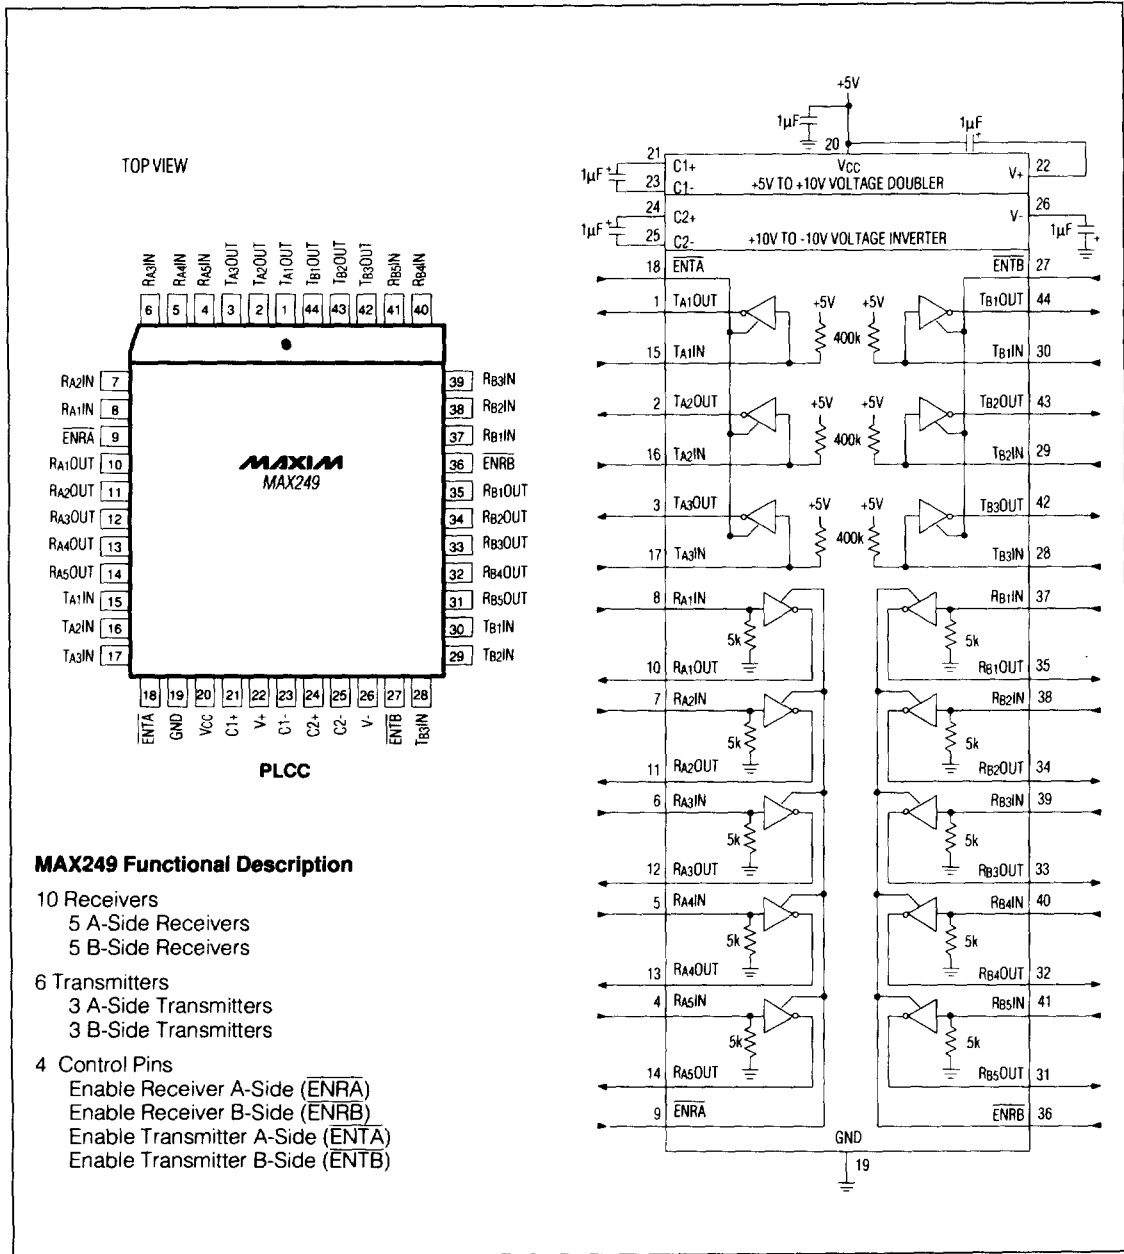 TOP VIEW
RA3IN RA4IN RA5IN TA3OUT TA2OUT TA1OUT TB1OUT TB2OUT TB3OUT RB5IN RB4IN
6 5 4 3 2 1 44 43 42 41 40
RA2IN 7 39 RB3IN
RA1IN 8 38 RB2IN
ENRA 9 37 RB1IN
RA1OUT 10 36 ENRB
RA2OUT 11 35 RB1OUT
RA3OUT 12 34 RB2OUT
RA4OUT 13 33 RB3OUT
RA5OUT 14 32 RB4OUT
TA1IN 15 31 RB5OUT
TA2IN 16 30 TB1IN
TA3IN 17 29 TB2IN
MAXIM
MAX249
18 19 20 21 22 23 24 25 26 27 28
ENTA GND VCC C1+ V+ C1- C2+ C2- V- ENTB TB3IN
PLCC
MAX249 Functional Description
10 Receivers
5 A-Side Receivers
5 B-Side Receivers
6 Transmitters
3 A-Side Transmitters
3 B-Side Transmitters
4 Control Pins
Enable Receiver A-Side (ENRA)
Enable Receiver B-Side (ENRB)
Enable Transmitter A-Side (ENTA)
Enable Transmitter B-Side (ENTB)
+5V
1µF 1µF +
20
21 C1+ VCC V+ 22
1µF +
23 C1- +5V TO +10V VOLTAGE DOUBLER
24 C2+ V- 26
1µF + 1µF +
25 C2- +10V TO -10V VOLTAGE INVERTER
18 ENTA ENTB 27
1 TA1OUT +5V +5V TB1OUT 44
400k
15 TA1IN TB1IN 30
2 TA2OUT +5V +5V TB2OUT 43
400k
16 TA2IN TB2IN 29
3 TA3OUT +5V +5V TB3OUT 42
400k
17 TA3IN TB3IN 28
8 RA1IN RB1IN 37
5k 5k
10 RA1OUT RB1OUT 35
7 RA2IN RB2IN 38
5k 5k
11 RA2OUT RB2OUT 34
6 RA3IN RB3IN 39
5k 5k
12 RA3OUT RB3OUT 33
5 RA4IN RB4IN 40
5k 5k
13 RA4OUT RB4OUT 32
4 RA5IN RB5IN 41
5k 5k
14 RA5OUT RB5OUT 31
9 ENRA ENRB 36
GND
19